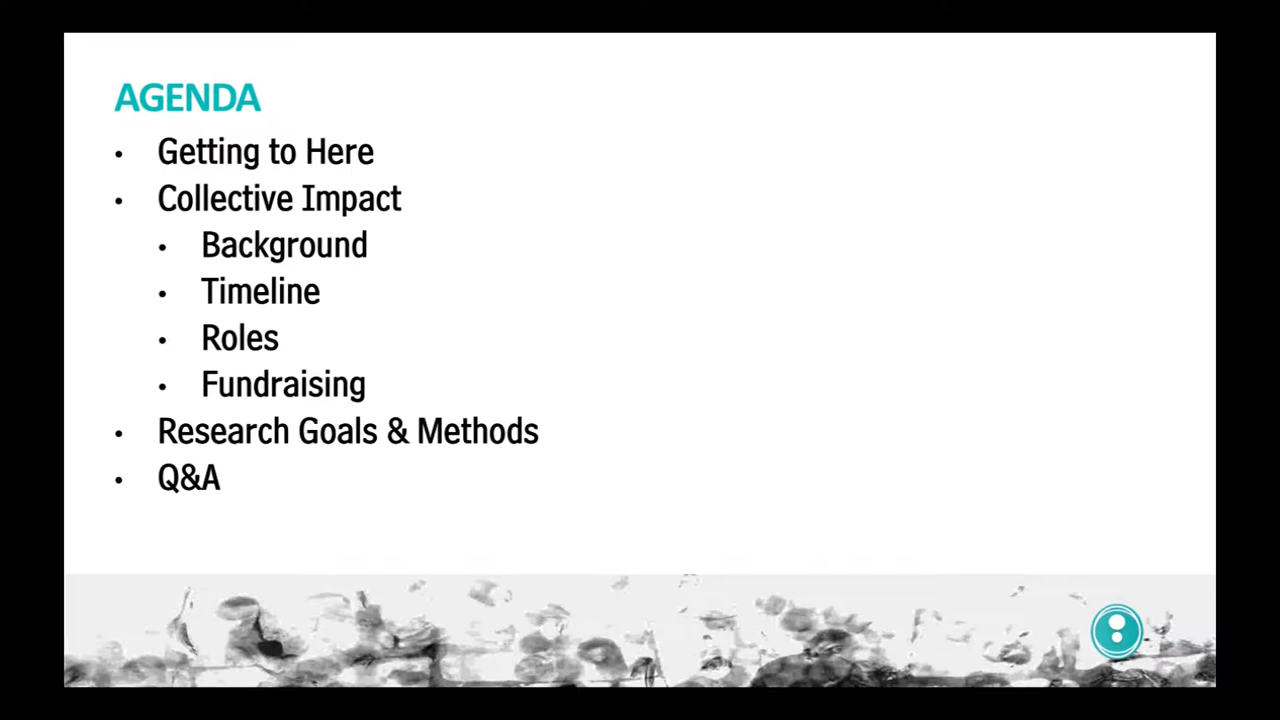 AGENDA
• Getting to Here
• Collective Impact
• Background
• Timeline
• Roles
• Fundraising
• Research Goals & Methods
• Q&A